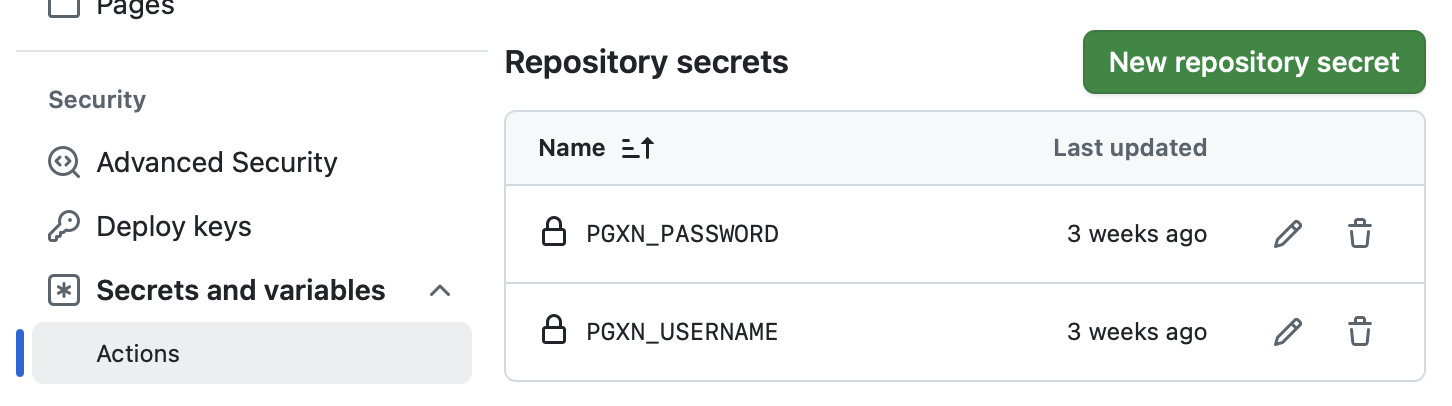 Pages
Security
Advanced Security
Deploy keys
Secrets and variables
Actions
Repository secrets
New repository secret
Name
Last updated
PGXN_PASSWORD
3 weeks ago
PGXN_USERNAME
3 weeks ago